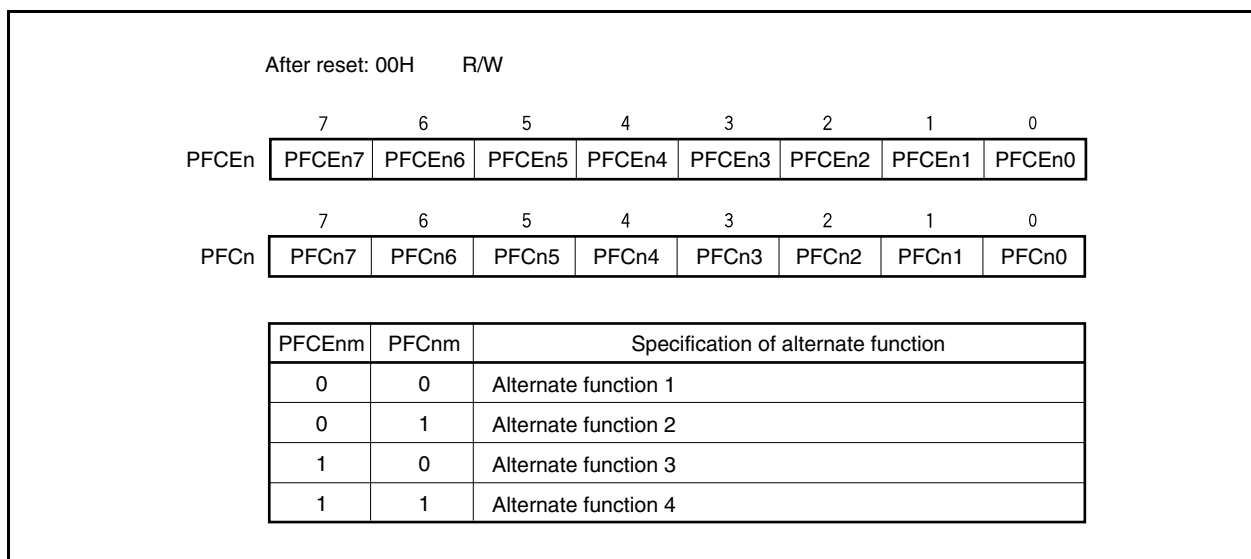 After reset: 00H R/W
7 6 5 4 3 2 1 0
PFCEn PFCEn7 PFCEn6 PFCEn5 PFCEn4 PFCEn3 PFCEn2 PFCEn1 PFCEn0
7 6 5 4 3 2 1 0
PFCn PFCn7 PFCn6 PFCn5 PFCn4 PFCn3 PFCn2 PFCn1 PFCn0
PFCEnm PFCnm Specification of alternate function
0 0 Alternate function 1
0 1 Alternate function 2
1 0 Alternate function 3
1 1 Alternate function 4